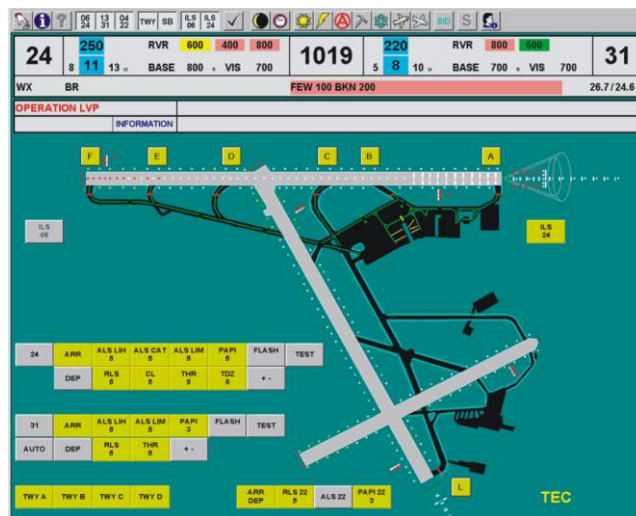 ? 06 24 13 31 04 22 TWY SB ILS 06 ILS 24 BID S
24 250 8 11 13 RVR 600 400 800 BASE 800 VIS 700 1019 220 5 8 10 RVR 800 600 BASE 700 VIS 700 31
WX BR FEW 100 BKN 200 26.7 / 24.6
OPERATION LVP
INFORMATION
F E D C B A
ILS 06
ILS 24
24 ARR ALS LIH 5 ALS CAT 5 ALS LIM 5 PAPI 5 FLASH TEST
DEP RLS 5 CL 5 THR 5 TDZ 5 + -
31 ARR ALS LIH 5 ALS LIM 5 PAPI 3 FLASH TEST
AUTO DEP RLS 5 THR 5 + -
L
TWY A TWY B TWY C TWY D ARR DEP RLS 22 5 ALS 22 PAPI 22 3 TEC